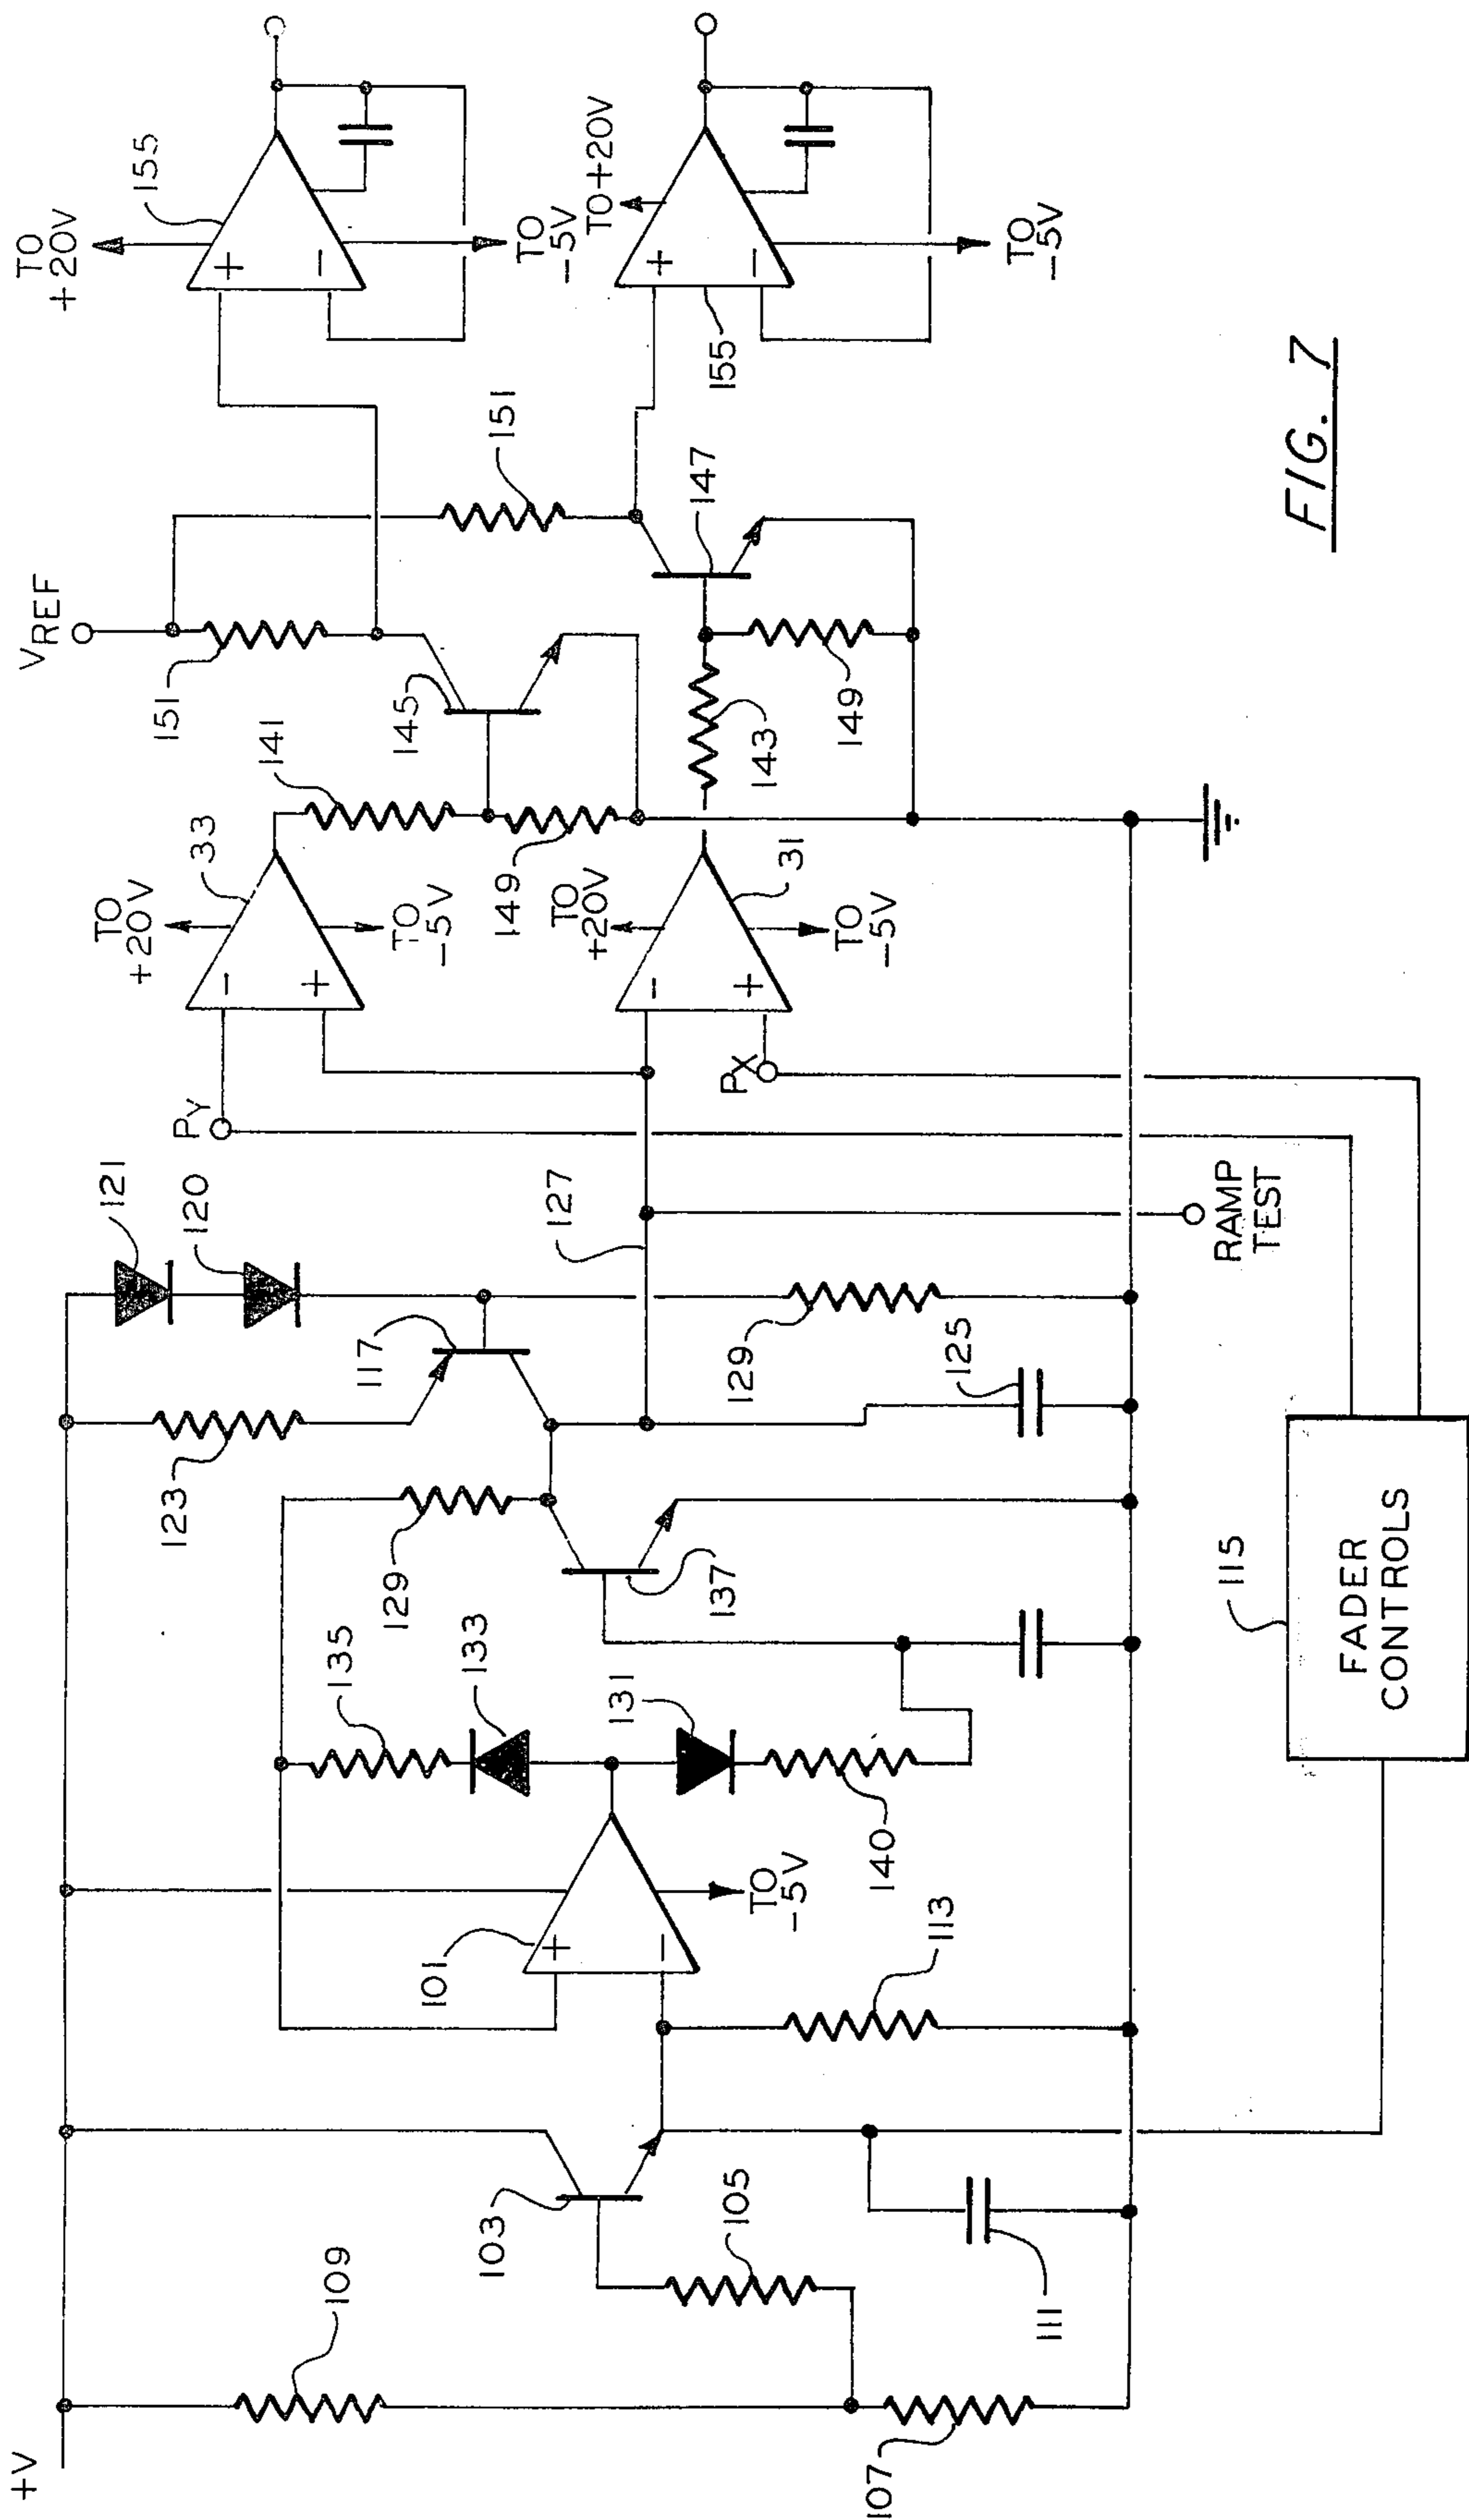 +V
109
107
105
103
111
101
+
−
TO
−5V
113
135
133
131
140
129
137
123
117
121
120
129
125
127
RAMP
TEST
115
FADER
CONTROLS
PY
PX
33
−
+
TO
+20V
TO
−5V
31
−
+
TO
+20V
TO
−5V
141
149
145
143
149
147
151
VREF
151
155
+
−
TO
+20V
TO
−5V
155
+
−
TO+20V
TO
−5V
FIG. 7